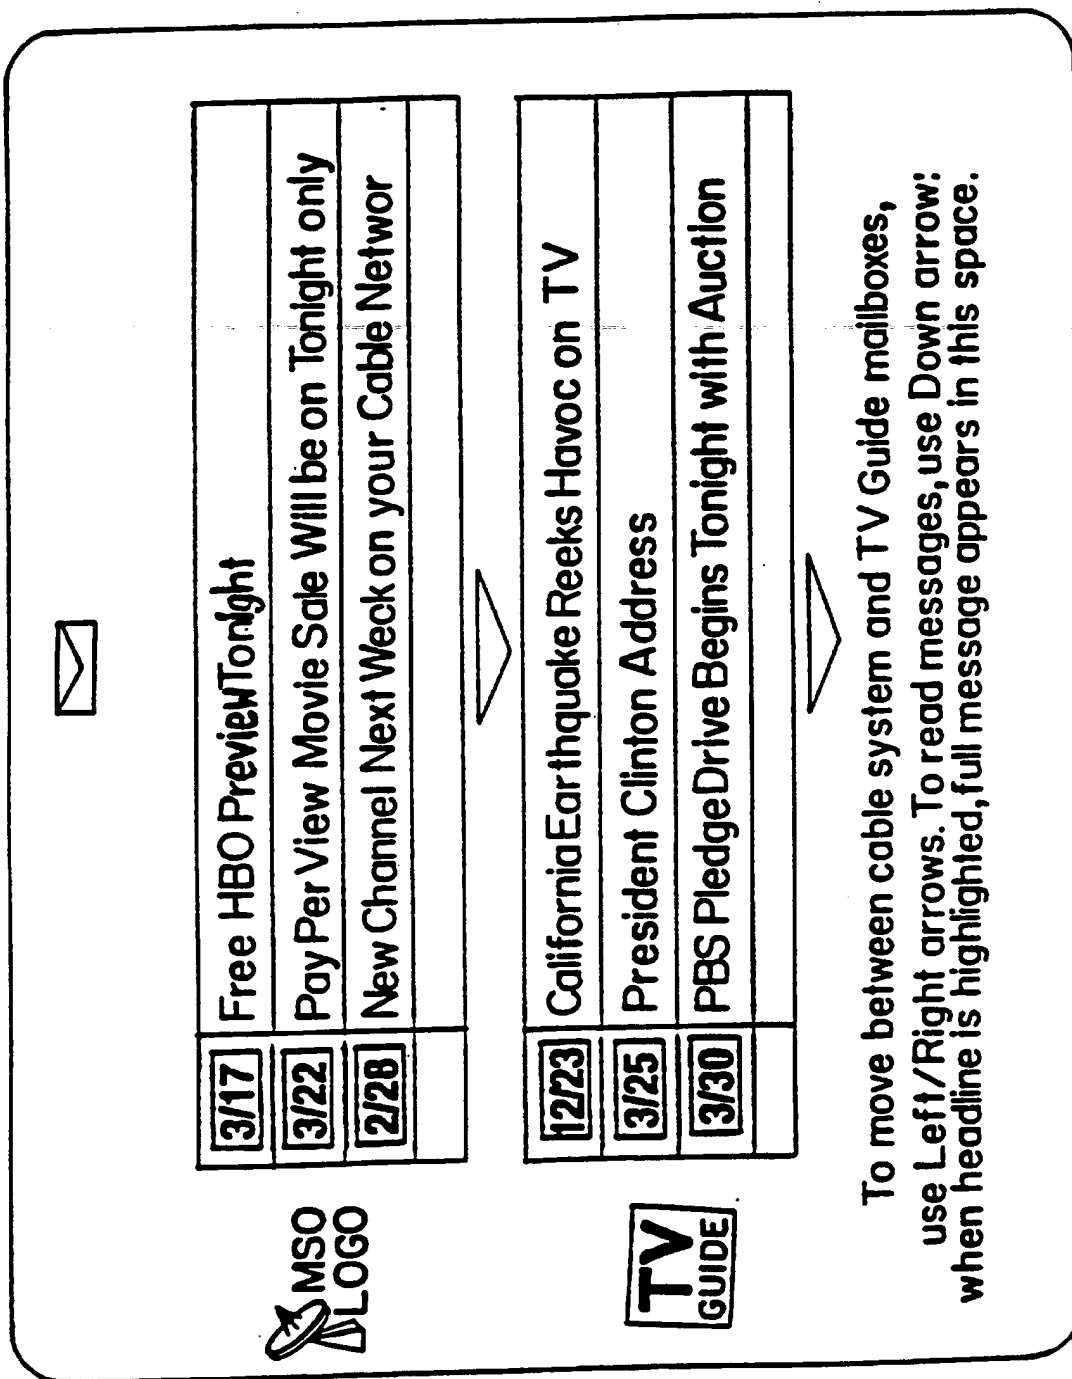 MSO
LOGO
3/17 Free HBO Preview Tonight
3/22 Pay Per View Movie Sale Will be on Tonight only
2/28 New Channel Next Weck on your Cable Networ
TV
GUIDE
12/23 California Earthquake Reeks Havoc on TV
3/25 President Clinton Address
3/30 PBS Pledge Drive Begins Tonight with Auction
To move between cable system and TV Guide mailboxes,
use Left/Right arrows. To read messages, use Down arrow:
when headline is highlighted, full message appears in this space.